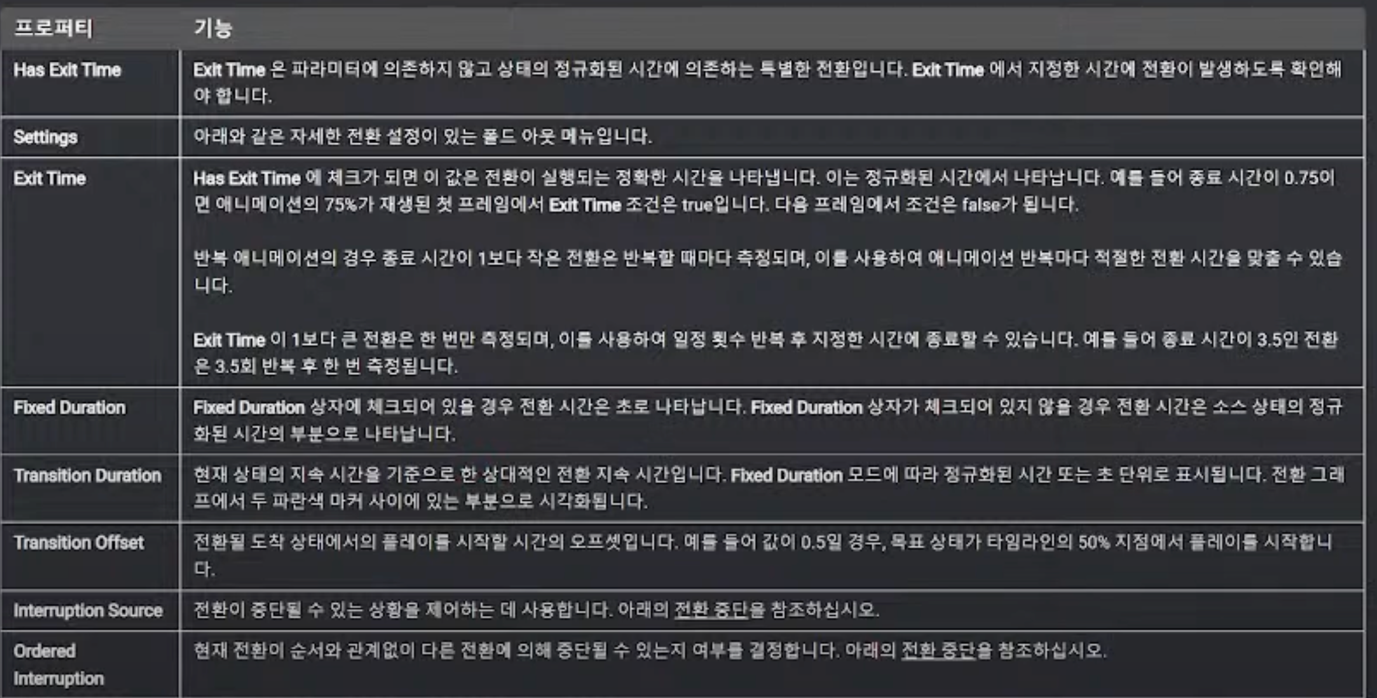 프로퍼티 기능
Has Exit Time Exit Time 은 파라미터에 의존하지 않고 상태의 정규화된 시간에 의존하는 특별한 전환입니다. Exit Time 에서 지정한 시간에 전환이 발생하도록 확인해
야 합니다.
Settings 아래와 같은 자세한 전환 설정이 있는 폴드 아웃 메뉴입니다.
Exit Time Has Exit Time 에 체크가 되면 이 값은 전환이 실행되는 정확한 시간을 나타냅니다. 이는 정규화된 시간에서 나타납니다. 예를 들어 종료 시간이 0.75이
면 애니메이션의 75%가 재생된 첫 프레임에서 Exit Time 조건은 true입니다. 다음 프레임에서 조건은 false가 됩니다.
반복 애니메이션의 경우 종료 시간이 1보다 작은 전환은 반복할 때마다 측정되며, 이를 사용하여 애니메이션 반복마다 적절한 전환 시간을 맞출 수 있습
니다.
Exit Time 이 1보다 큰 전환은 한 번만 측정되며, 이를 사용하여 일정 횟수 반복 후 지정한 시간에 종료할 수 있습니다. 예를 들어 종료 시간이 3.5인 전환
은 3.5회 반복 후 한 번 측정됩니다.
Fixed Duration Fixed Duration 상자에 체크되어 있을 경우 전환 시간은 초로 나타납니다. Fixed Duration 상자가 체크되어 있지 않을 경우 전환 시간은 소스 상태의 정규
화된 시간의 부분으로 나타납니다.
Transition Duration 현재 상태의 지속 시간을 기준으로 한 상대적인 전환 지속 시간입니다. Fixed Duration 모드에 따라 정규화된 시간 또는 초 단위로 표시됩니다. 전환 그래
프에서 두 파란색 마커 사이에 있는 부분으로 시각화됩니다.
Transition Offset 전환될 도착 상태에서의 플레이를 시작할 시간의 오프셋입니다. 예를 들어 값이 0.5일 경우, 목표 상태가 타임라인의 50% 지점에서 플레이를 시작합니
다.
Interruption Source 전환이 중단될 수 있는 상황을 제어하는 데 사용합니다. 아래의 전환 중단을 참조하십시오.
Ordered 현재 전환이 순서와 관계없이 다른 전환에 의해 중단될 수 있는지 여부를 결정합니다. 아래의 전환 중단을 참조하십시오.
Interruption